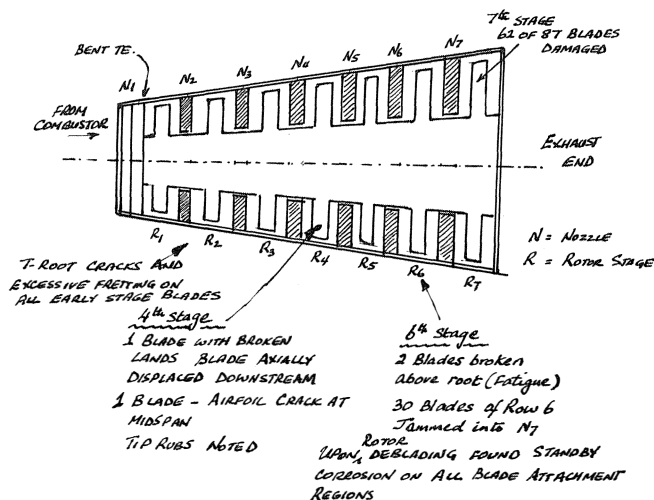 7th STAGE
62 OF 87 BLADES
DAMAGED
BENT TE.
N1
N2
N3
N4
N5
N6
N7
FROM
COMBUSTOR
EXHAUST
END
R1
R2
R3
R4
R5
R6
R7
N = NOZZLE
R = ROTOR STAGE
T-ROOT CRACKS AND
EXCESSIVE FRETTING ON
ALL EARLY STAGE BLADES
4th Stage
1 BLADE WITH BROKEN
LANDS BLADE AXIALLY
DISPLACED DOWNSTREAM
1 BLADE - AIRFOIL CRACK AT
MIDSPAN
TIP RUBS NOTED
6th Stage
2 Blades broken
above root (Fatigue)
30 Blades of Row 6
Jammed into N7
UPON ROTOR DEBLADING FOUND STANDBY
CORROSION ON ALL BLADE ATTACHMENT
REGIONS